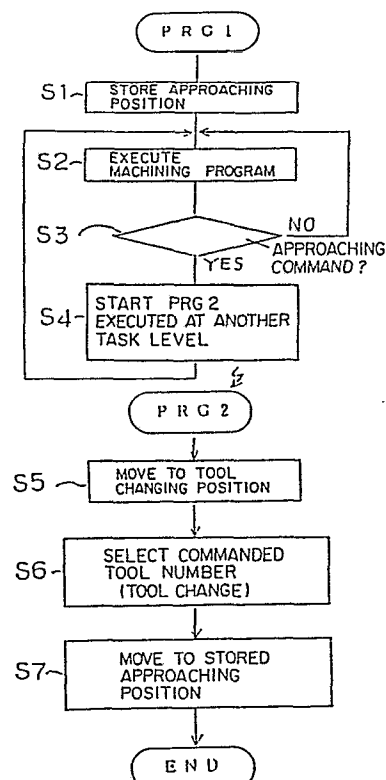 PRG1
S1
STORE APPROACHING
POSITION
S2
EXECUTE
MACHINING PROGRAM
S3
NO
APPROACHING
COMMAND?
YES
S4
START PRG2
EXECUTED AT ANOTHER
TASK LEVEL
PRG2
S5
MOVE TO TOOL
CHANGING POSITION
S6
SELECT COMMANDED
TOOL NUMBER
(TOOL CHANGE)
S7
MOVE TO STORED
APPROACHING
POSITION
END